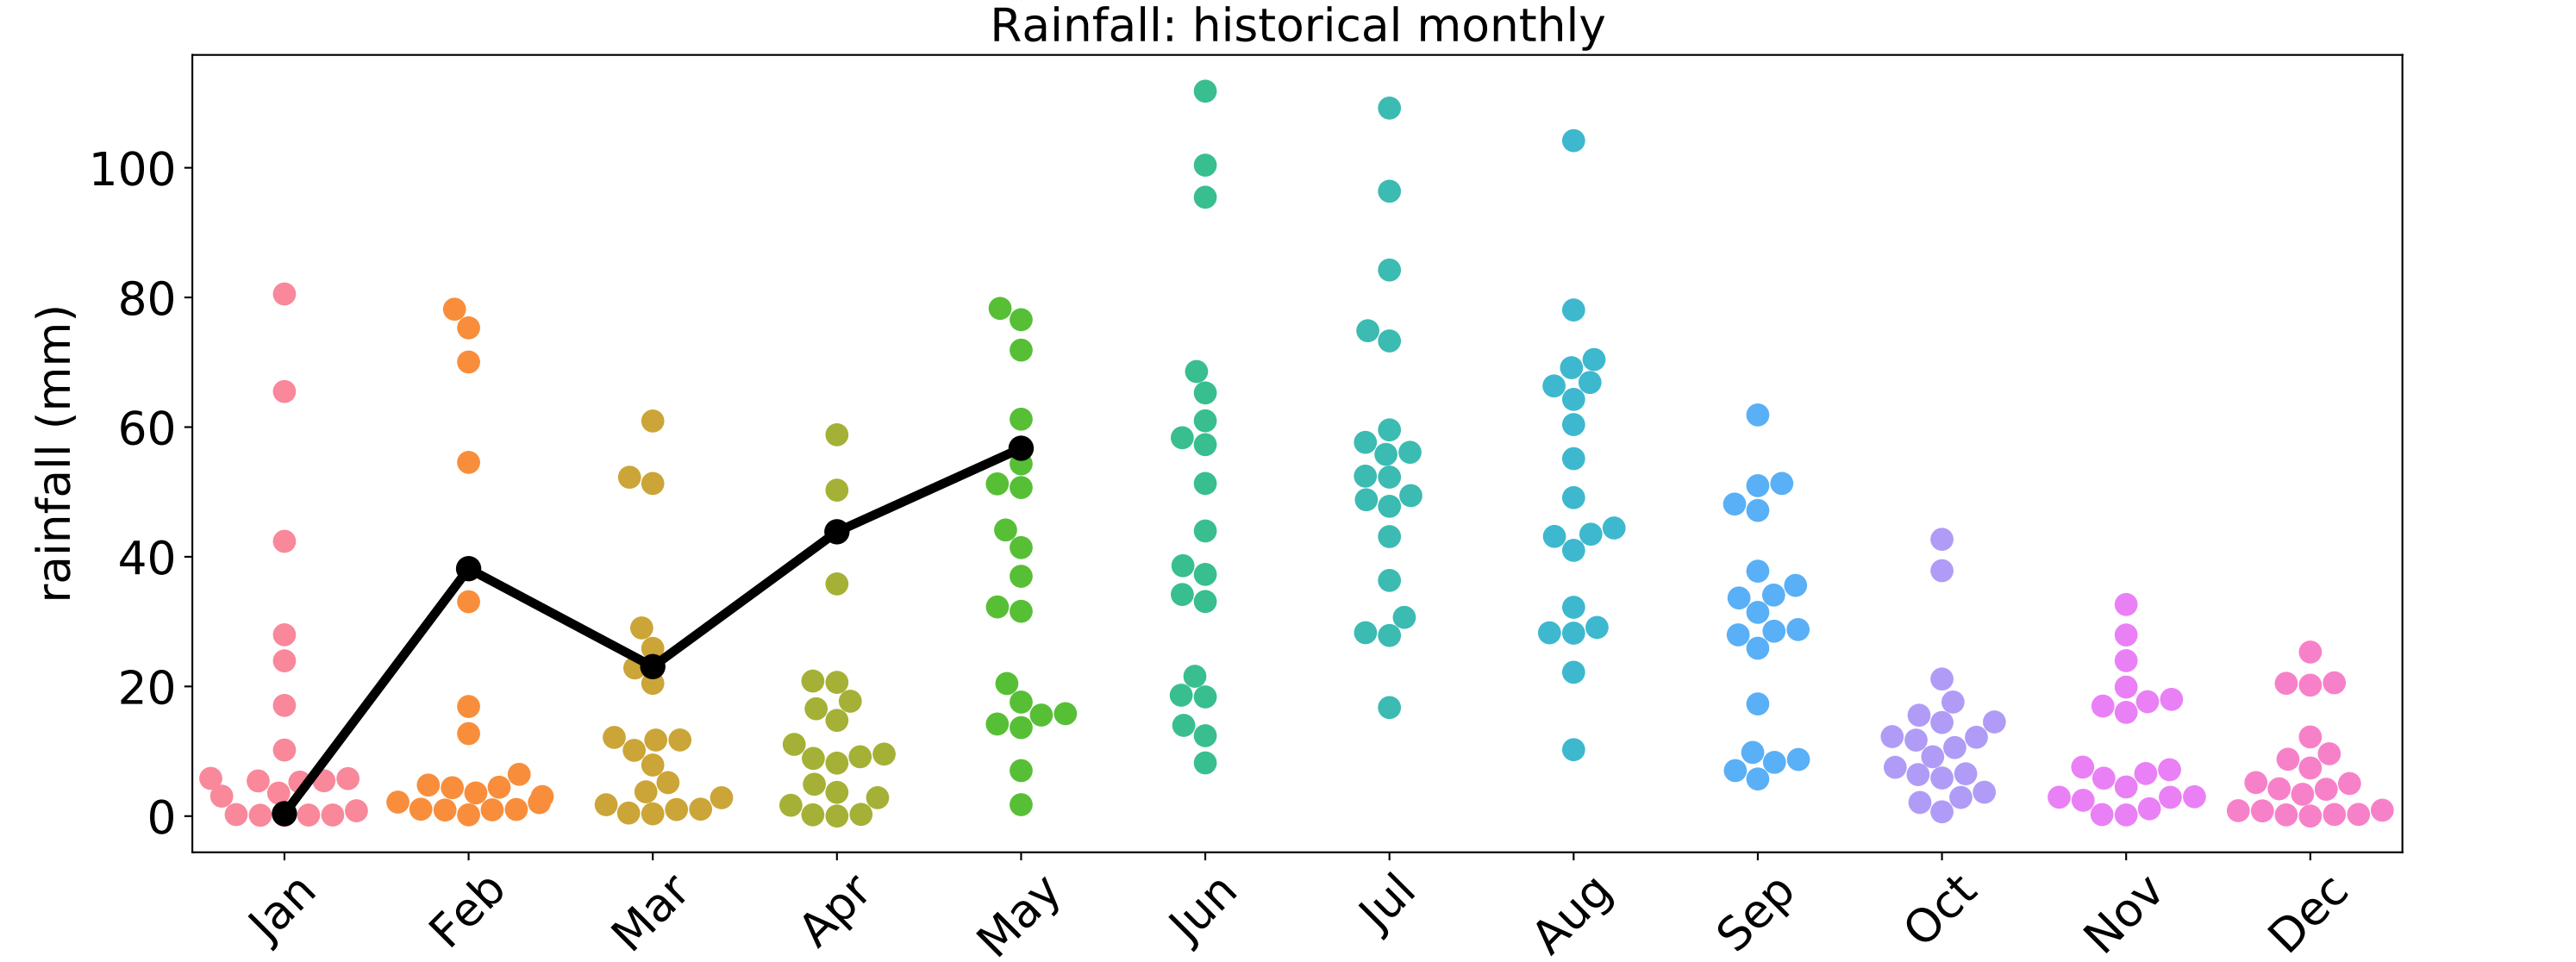 Rainfall: historical monthly
rainfall (mm)
100
80
60
40
20
0
Jan
Feb
Mar
Apr
May
Jun
Jul
Aug
Sep
Oct
Nov
Dec